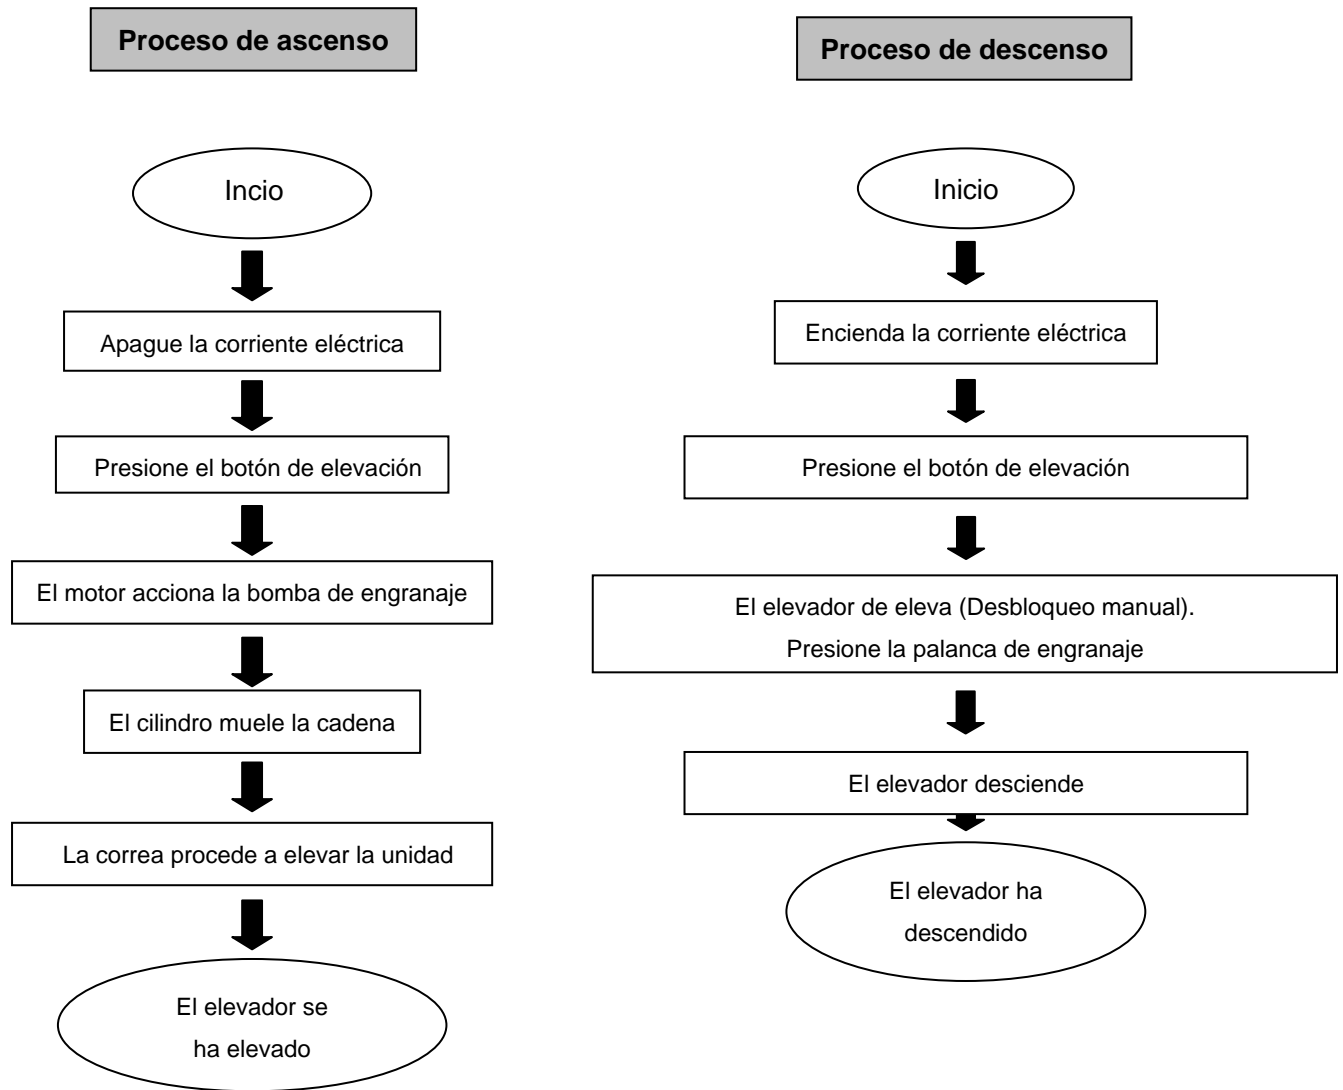 Proceso de ascenso
Incio
Apague la corriente eléctrica
Presione el botón de elevación
El motor acciona la bomba de engranaje
El cilindro muele la cadena
La correa procede a elevar la unidad
El elevador se
ha elevado
Proceso de descenso
Inicio
Encienda la corriente eléctrica
Presione el botón de elevación
El elevador de eleva (Desbloqueo manual).
Presione la palanca de engranaje
El elevador desciende
El elevador ha
descendido